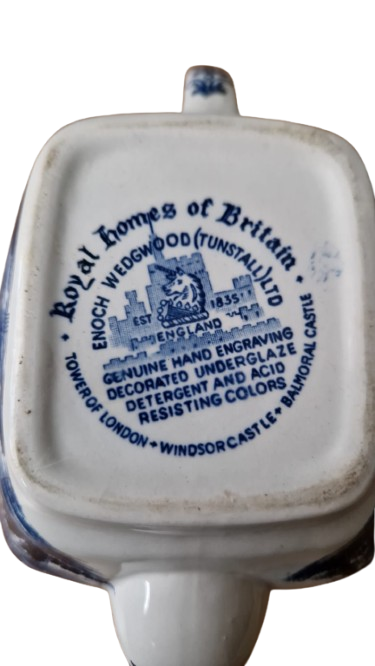 Royal Homes of Britain
ENOCH WEDGWOOD (TUNSTALL) LTD
EST 1835
ENGLAND
GENUINE HAND ENGRAVING
DECORATED UNDERGLAZE
DETERGENT AND ACID
RESISTING COLORS
TOWER OF LONDON + WINDSOR CASTLE + BALMORAL CASTLE